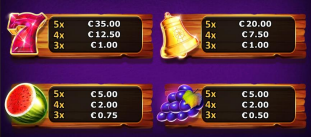 5x €35.00
4x €12.50
3x €1.00
5x €20.00
4x €7.50
3x €1.00
5x €5.00
4x €2.00
3x €0.75
5x €5.00
4x €2.00
3x €0.50